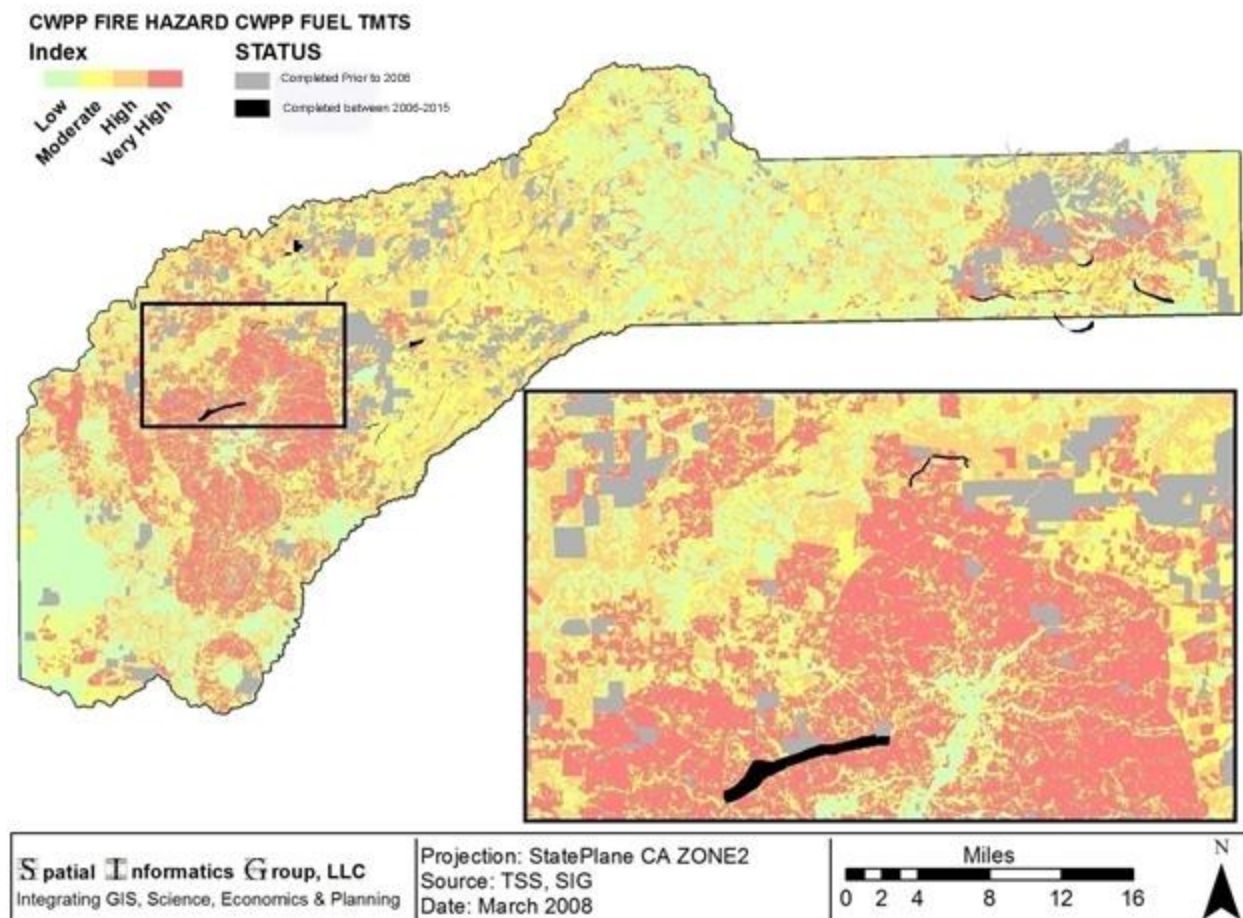 CWPP FIRE HAZARD CWPP FUEL TMTS
Index STATUS
Completed Prior to 2006
Completed between 2006-2015
Low
Moderate
High
Very High
Spatial Informatics Group, LLC
Integrating GIS, Science, Economics & Planning
Projection: StatePlane CA ZONE2
Source: TSS, SIG
Date: March 2008
Miles
0 2 4 8 12 16
N